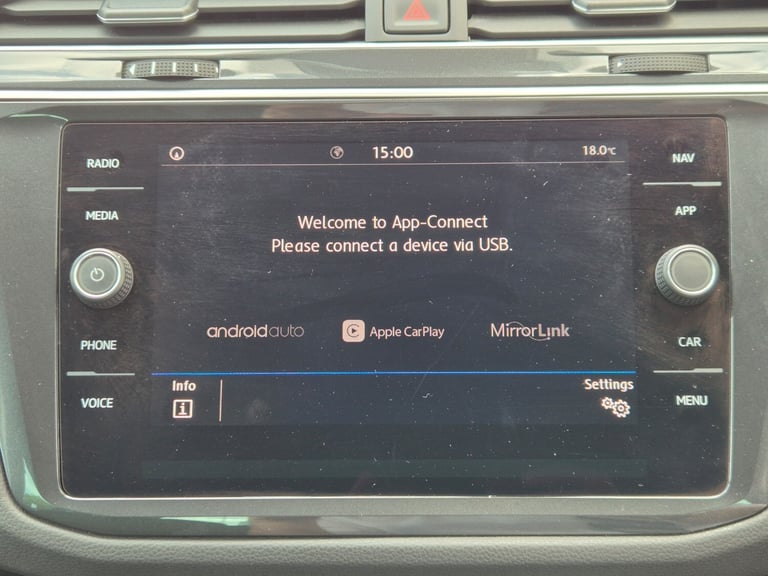 RADIO
MEDIA
PHONE
VOICE
15:00
18.0°C
Welcome to App-Connect
Please connect a device via USB.
androidauto
Apple CarPlay
MirrorLink
Info
i
Settings
NAV
APP
CAR
MENU